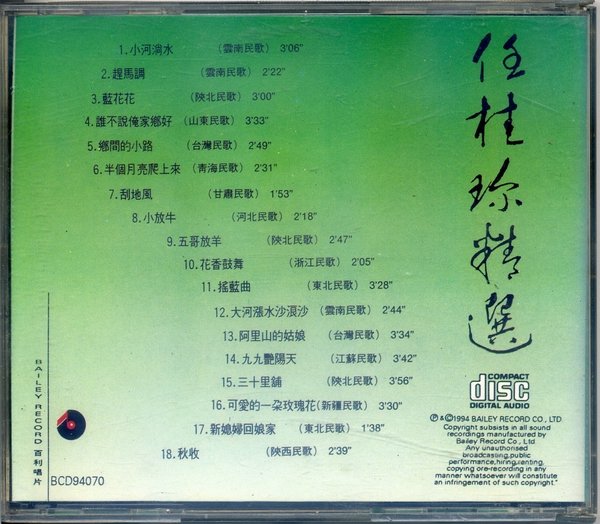 1.小河淌水 (雲南民歌) 3'06"
2.趕馬調 (雲南民歌) 2'22"
3.藍花花 (陝北民歌) 3'00"
4.誰不說俺家鄉好 (山東民歌) 3'33"
5.鄉間的小路 (台灣民歌) 2'49"
6.半個月亮爬上來 (青海民歌) 2'31"
7.刮地風 (甘肅民歌) 1'53"
8.小放牛 (河北民歌) 2'18"
9.五哥放羊 (陝北民歌) 2'47"
10.花香鼓舞 (浙江民歌) 2'05"
11.搖藍曲 (東北民歌) 3'28"
12.大河漲水沙浪沙 (雲南民歌) 2'44"
13.阿里山的姑娘 (台灣民歌) 3'34"
14.九九艷陽天 (江蘇民歌) 3'42"
15.三十里舖 (陝北民歌) 3'56"
16.可愛的一朶玫瑰花(新疆民歌) 3'30"
17.新媳婦回娘家 (東北民歌) 1'38"
18.秋收 (陝西民歌) 2'39"
任桂珍精選
BAILEY RECORD 百利唱片
BCD94070
COMPACT
disc
DIGITAL AUDIO
℗&©1994 BAILEY RECORD CO., LTD
Copyright subsists in all sound
recordings manufactured by
Bailey Record Co., Ltd.
Any unauthorised
broadcasting,public
performance,hiring,renting,
copying ore-recording in any
manner whatsoever will constitute
an infringement of such copyright.